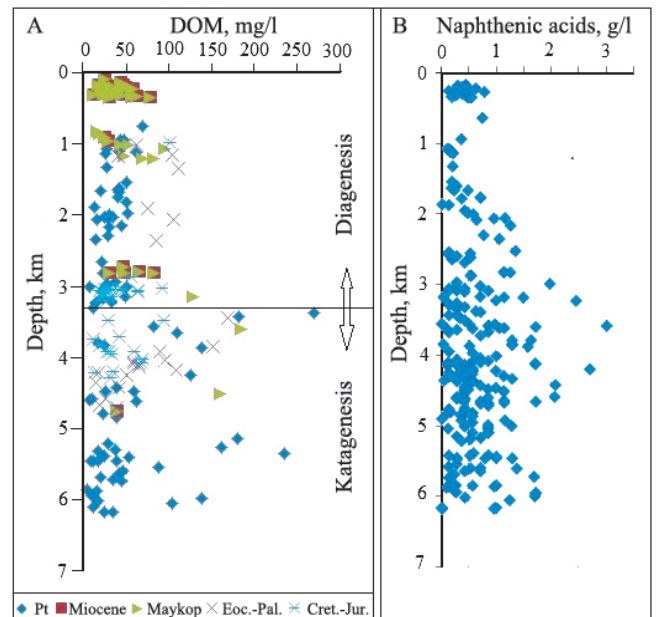 A
DOM, mg/l
0 50 100 150 200 250 300
0
1
2
3
4
5
6
7
Depth, km
Diagenesis
Katagenesis
Pt Miocene Maykop Eoc.-Pal. Cret.-Jur.
B
Naphthenic acids, g/l
0 1 2 3
0
1
2
3
4
5
6
7
Depth, km